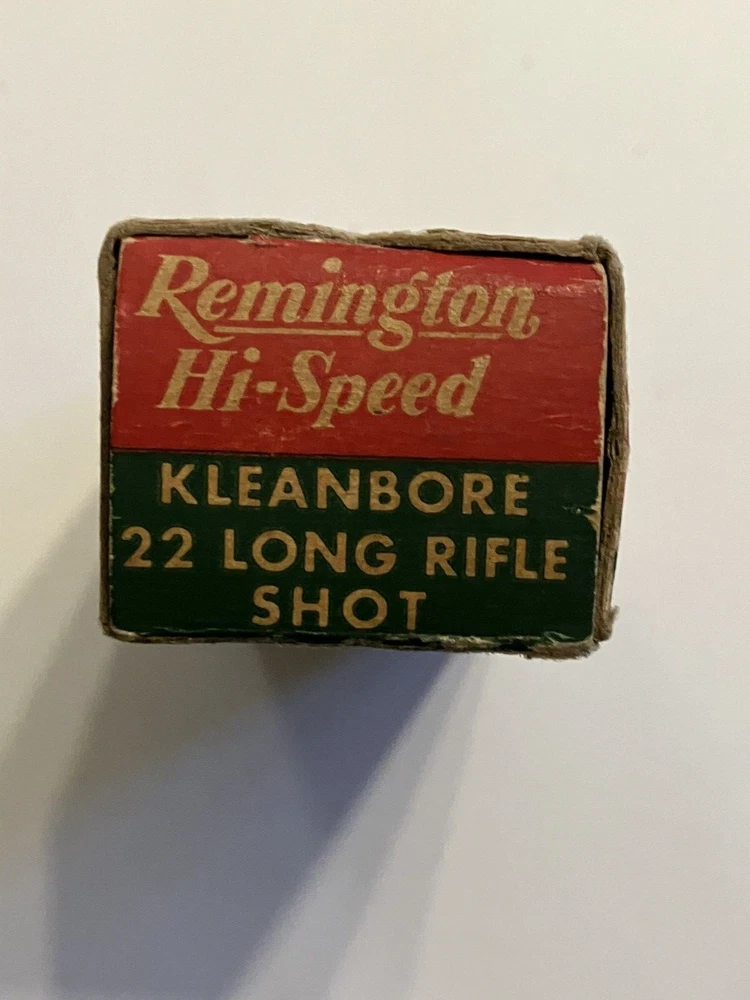 Remington
Hi-Speed
KLEANBORE
22 LONG RIFLE
SHOT